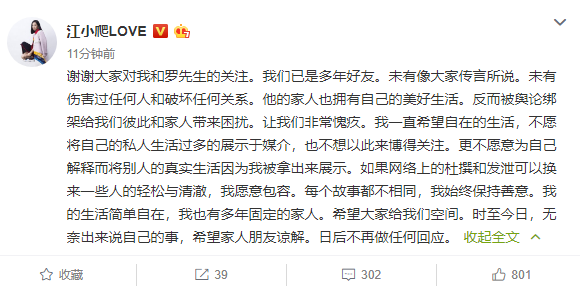 江小爬LOVE
11分钟前
谢谢大家对我和罗先生的关注。我们已是多年好友。未有像大家传言所说。未有
伤害过任何人和破坏任何关系。他的家人也拥有自己的美好生活。反而被舆论绑
架给我们彼此和家人带来困扰。让我们非常愧疚。我一直希望自在的生活，不愿
将自己的私人生活过多的展示于媒介，也不想以此来博得关注。更不愿意为自己
解释而将别人的真实生活因为我被拿出来展示。如果网络上的杜撰和发泄可以换
来一些人的轻松与清澈，我愿意包容。每个故事都不相同，我始终保持善意。我
的生活简单自在，我也有多年固定的家人。希望大家给我们空间。时至今日，无
奈出来说自己的事，希望家人朋友谅解。日后不再做任何回应。 收起全文
收藏 39 302 801